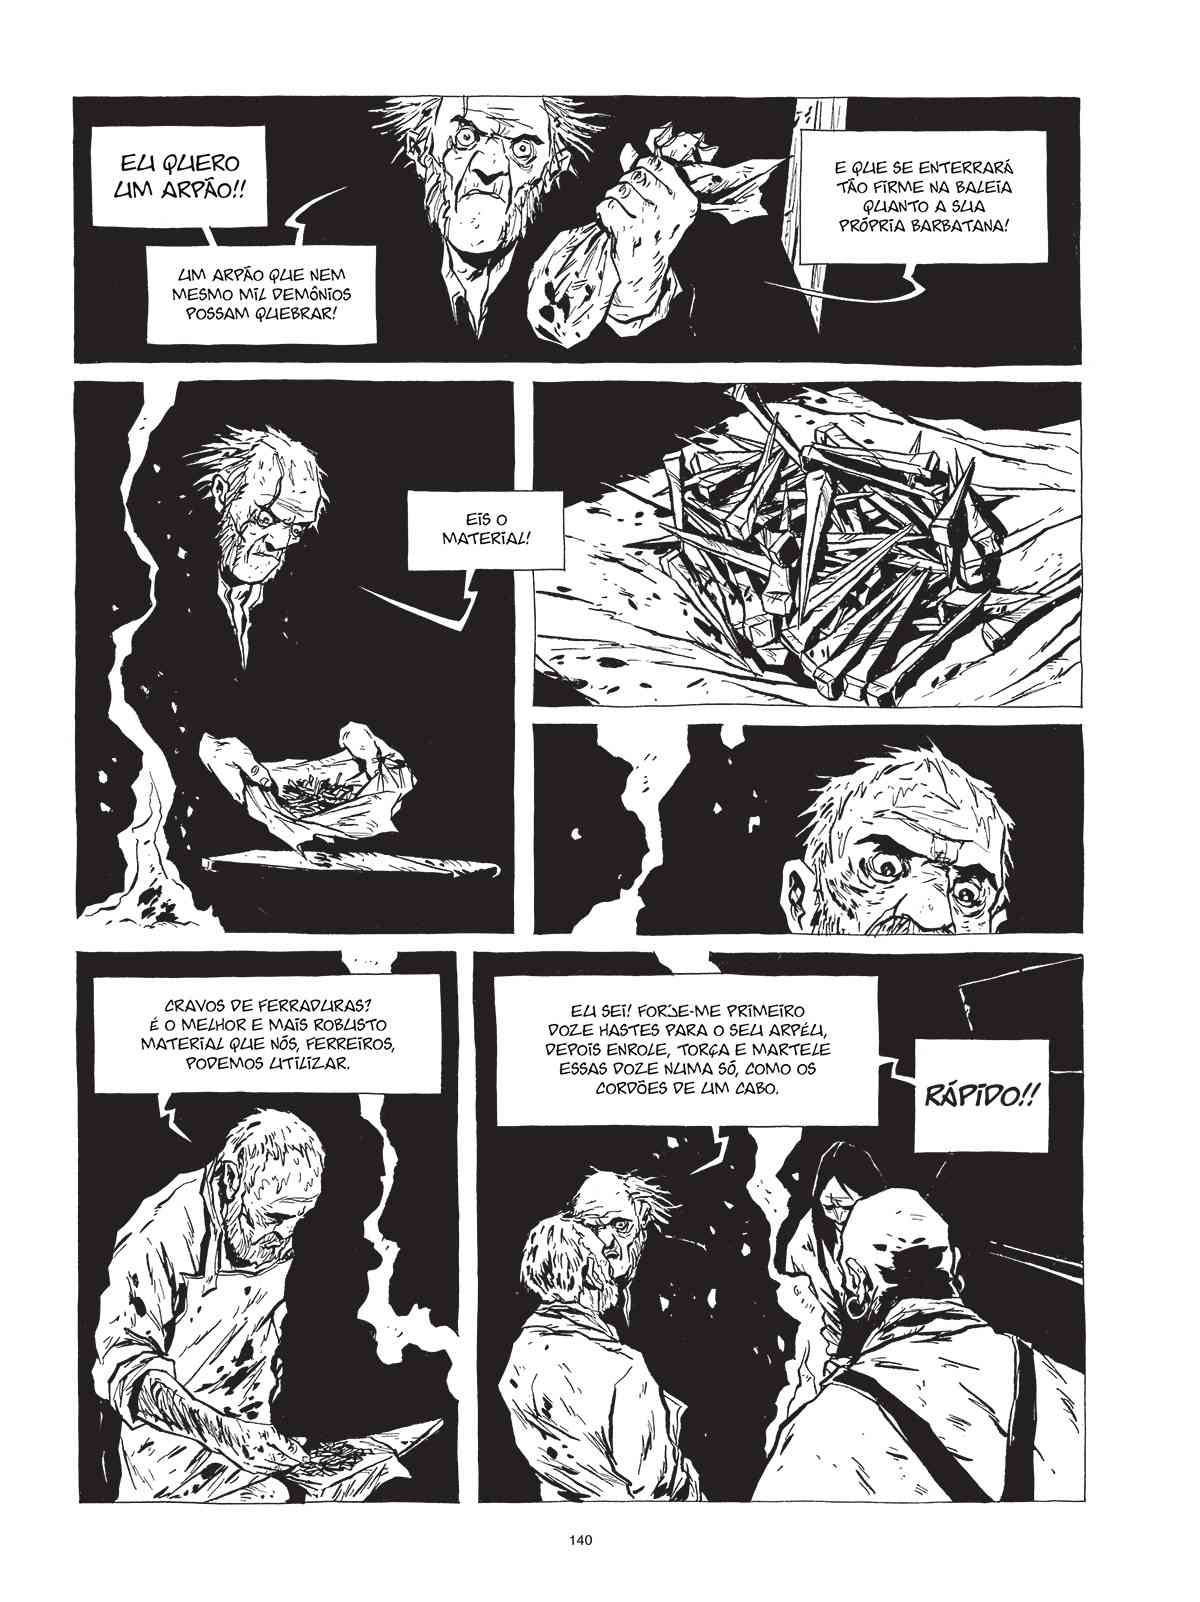 EU QUERO
UM ARPÃO!!
UM ARPÃO QUE NEM
MESMO MIL DEMÔNIOS
POSSAM QUEBRAR!
E QUE SE ENTERRARÁ
TÃO FIRME NA BALEIA
QUANTO A SUA
PRÓPRIA BARBATANA!
EIS O
MATERIAL!
CRAVOS DE FERRADURAS?
É O MELHOR E MAIS ROBUSTO
MATERIAL QUE NÓS, FERREIROS,
PODEMOS UTILIZAR.
EU SEI! FORJE-ME PRIMEIRO
DOZE HASTES PARA O SEU ARPÉU,
DEPOIS ENROLE, TORÇA E MARTELE
ESSAS DOZE NUMA SÓ, COMO OS
CORDÕES DE UM CABO.
RÁPIDO!!
140